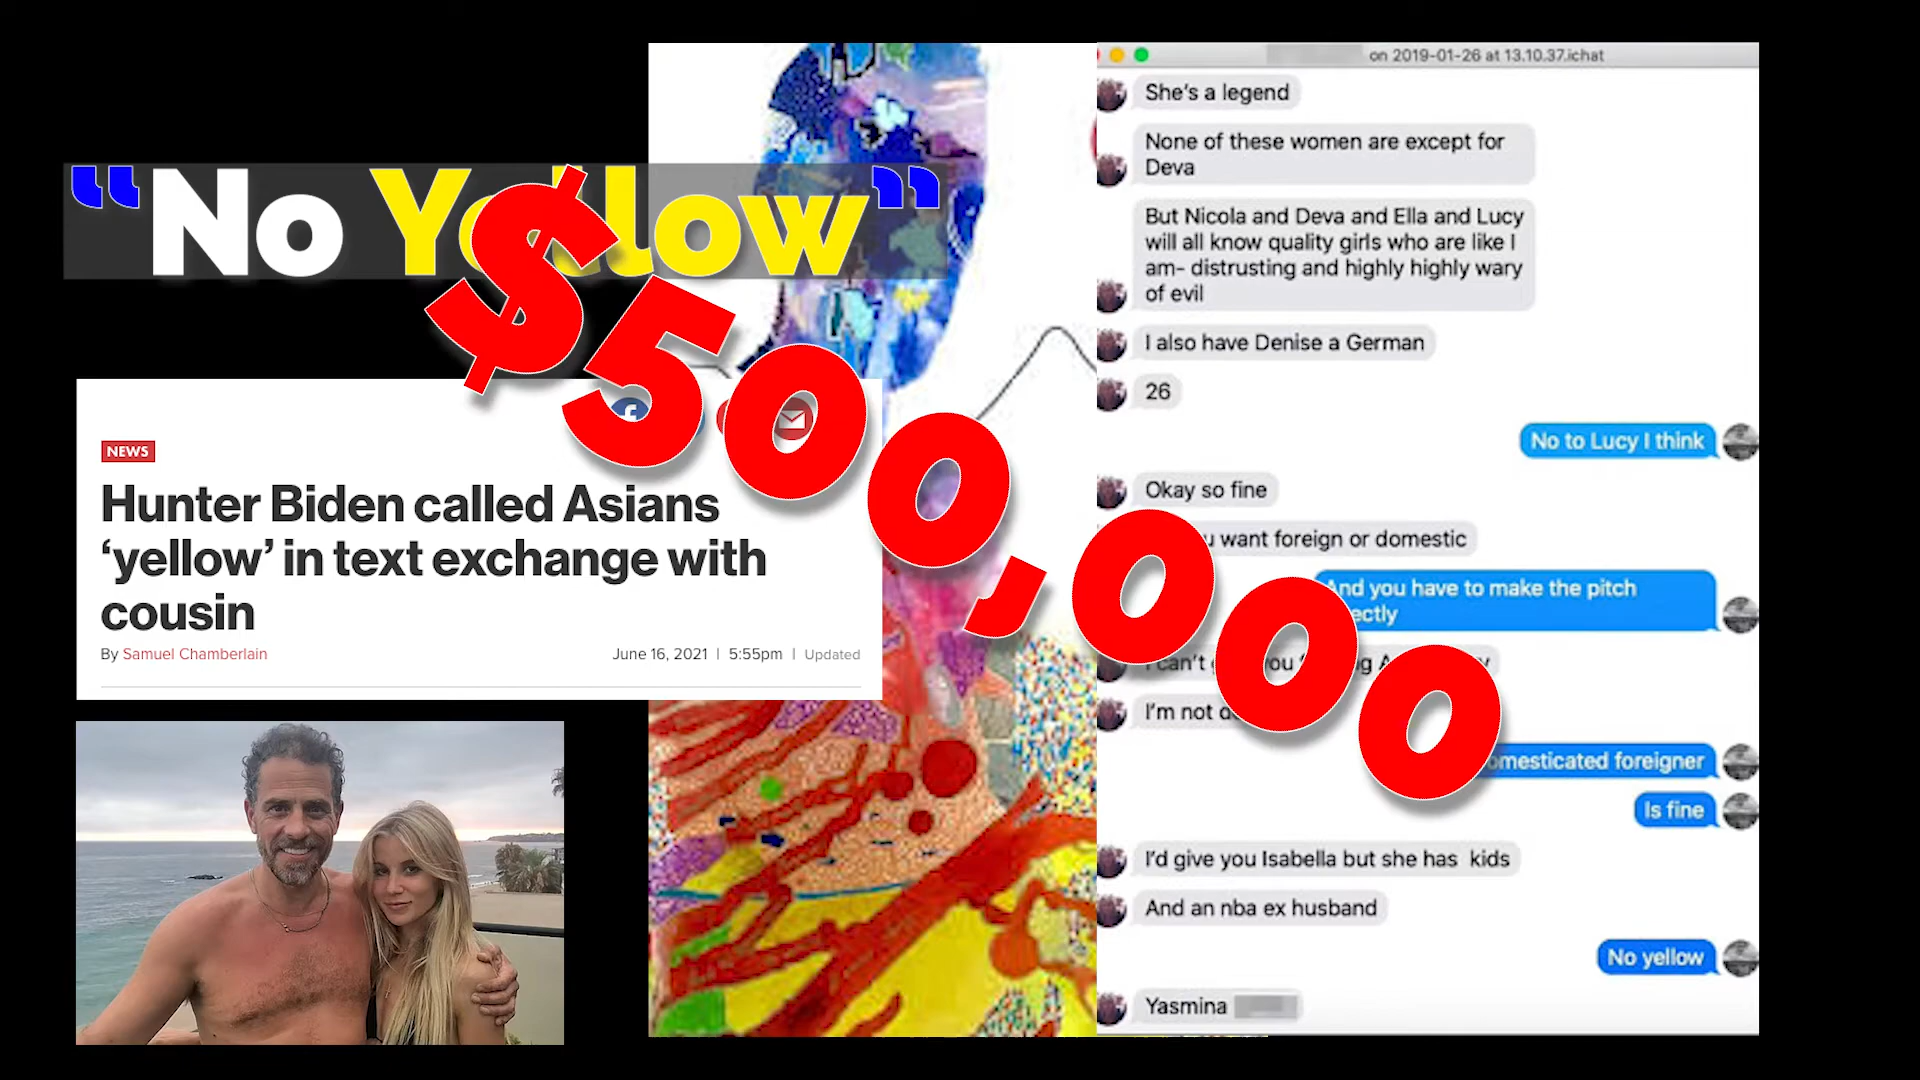 “No Yellow”
$500,000
NEWS
Hunter Biden called Asians
‘yellow’ in text exchange with
cousin
By Samuel Chamberlain
June 16, 2021 | 5:55pm | Updated
on 2019-01-26 at 13.10.37.ichat
She's a legend
None of these women are except for
Deva
But Nicola and Deva and Ella and Lucy
will all know quality girls who are like I
am- distrusting and highly highly wary
of evil
I also have Denise a German
26
No to Lucy I think
Okay so fine
want foreign or domestic
And you have to make the pitch
I can't
I'm not
foreigner
Is fine
I'd give you Isabella but she has kids
And an nba ex husband
No yellow
Yasmina